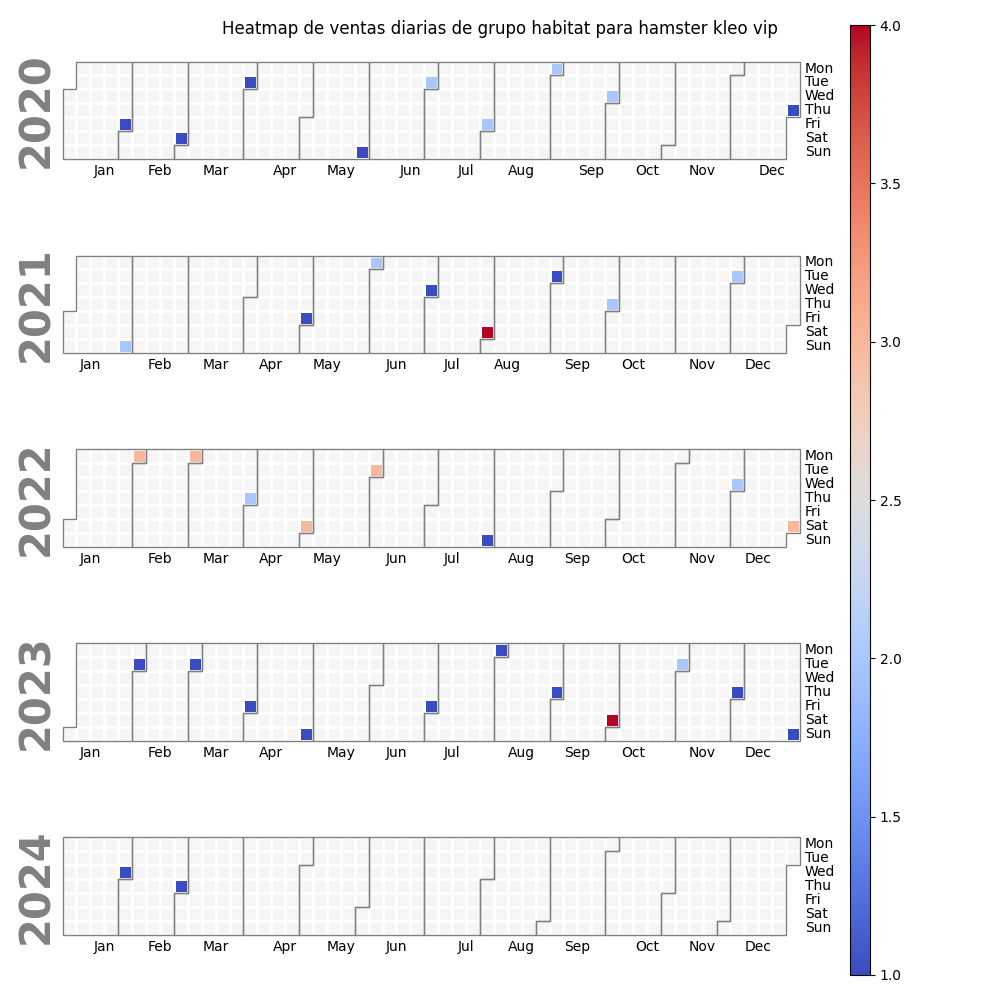 Heatmap de ventas diarias de grupo habitat para hamster kleo vip
2020
Mon
Tue
Wed
Thu
Fri
Sat
Sun
Jan Feb Mar Apr May Jun Jul Aug Sep Oct Nov Dec
2021
Mon
Tue
Wed
Thu
Fri
Sat
Sun
Jan Feb Mar Apr May Jun Jul Aug Sep Oct Nov Dec
2022
Mon
Tue
Wed
Thu
Fri
Sat
Sun
Jan Feb Mar Apr May Jun Jul Aug Sep Oct Nov Dec
2023
Mon
Tue
Wed
Thu
Fri
Sat
Sun
Jan Feb Mar Apr May Jun Jul Aug Sep Oct Nov Dec
2024
Mon
Tue
Wed
Thu
Fri
Sat
Sun
Jan Feb Mar Apr May Jun Jul Aug Sep Oct Nov Dec
4.0
3.5
3.0
2.5
2.0
1.5
1.0